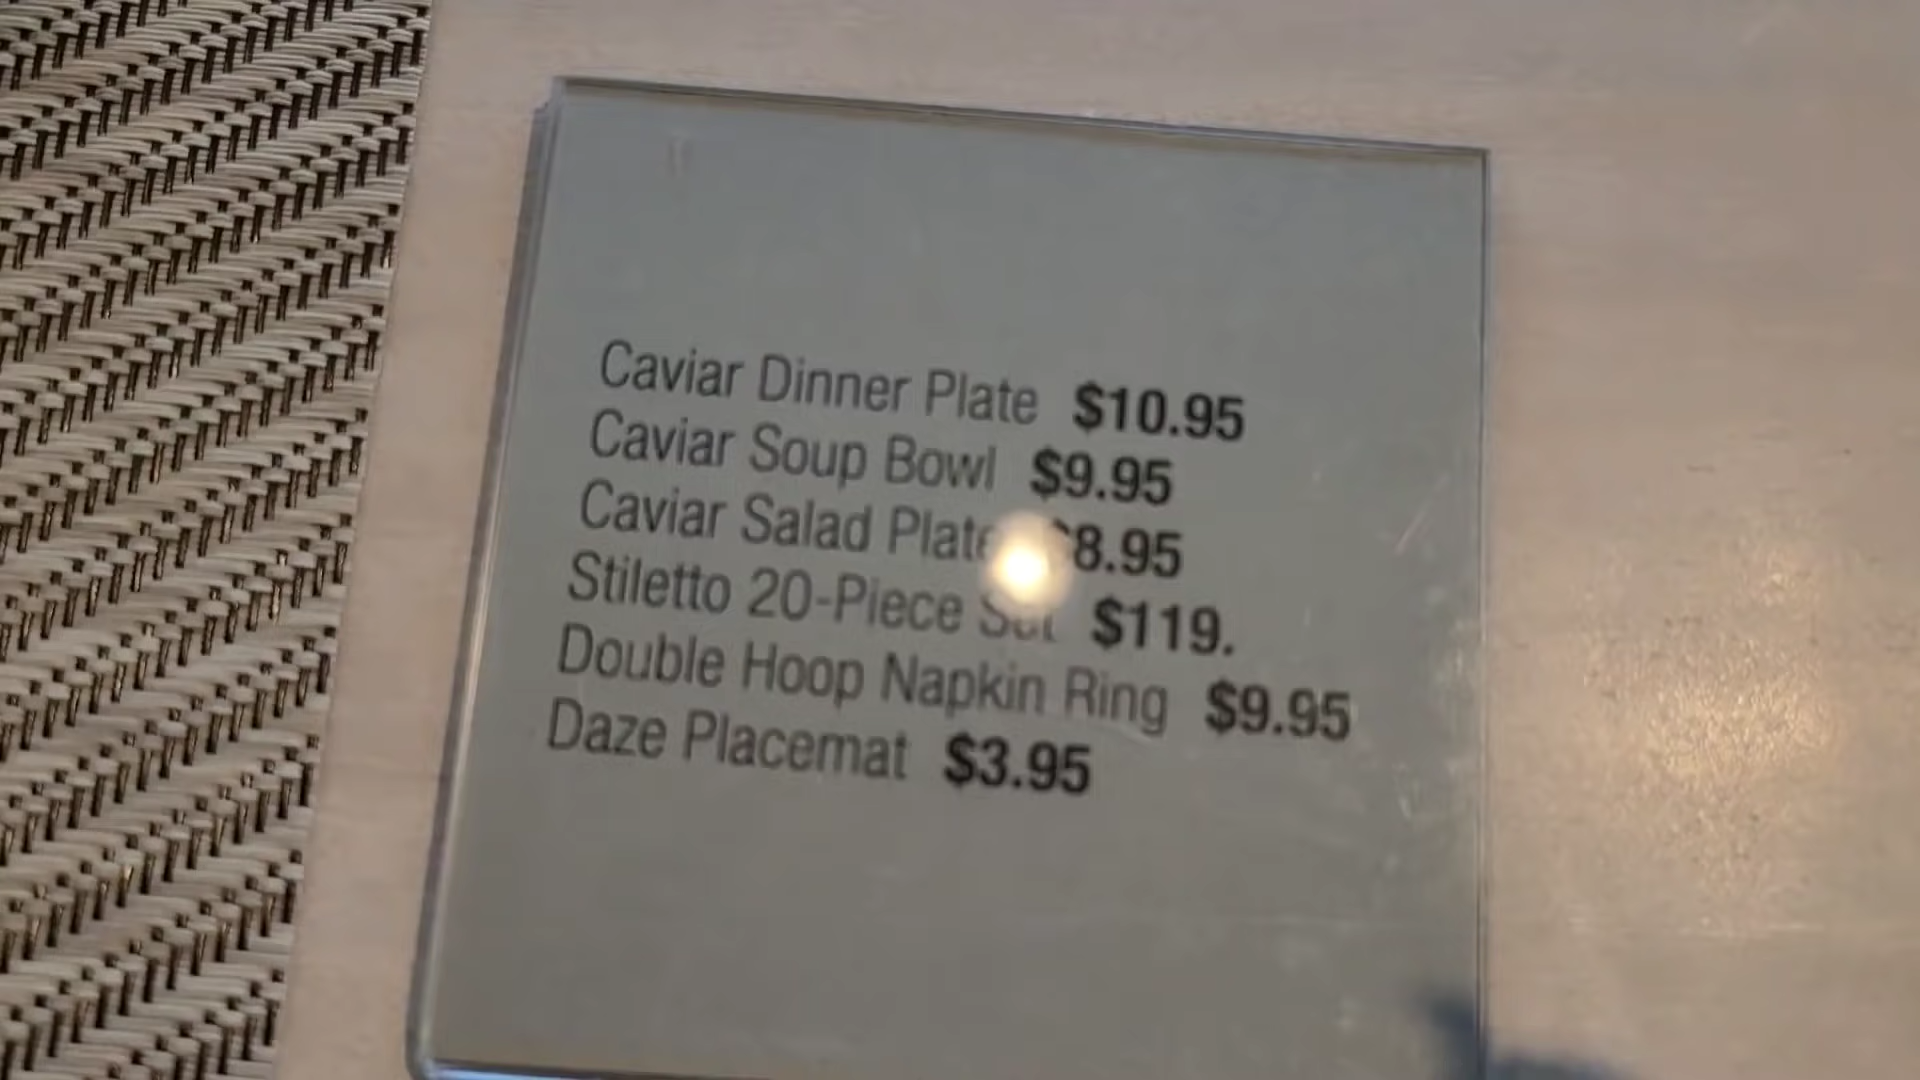 Caviar Dinner Plate $10.95
Caviar Soup Bowl $9.95
Caviar Salad Plate $8.95
Stiletto 20-Piece Set $119.
Double Hoop Napkin Ring $9.95
Daze Placemat $3.95